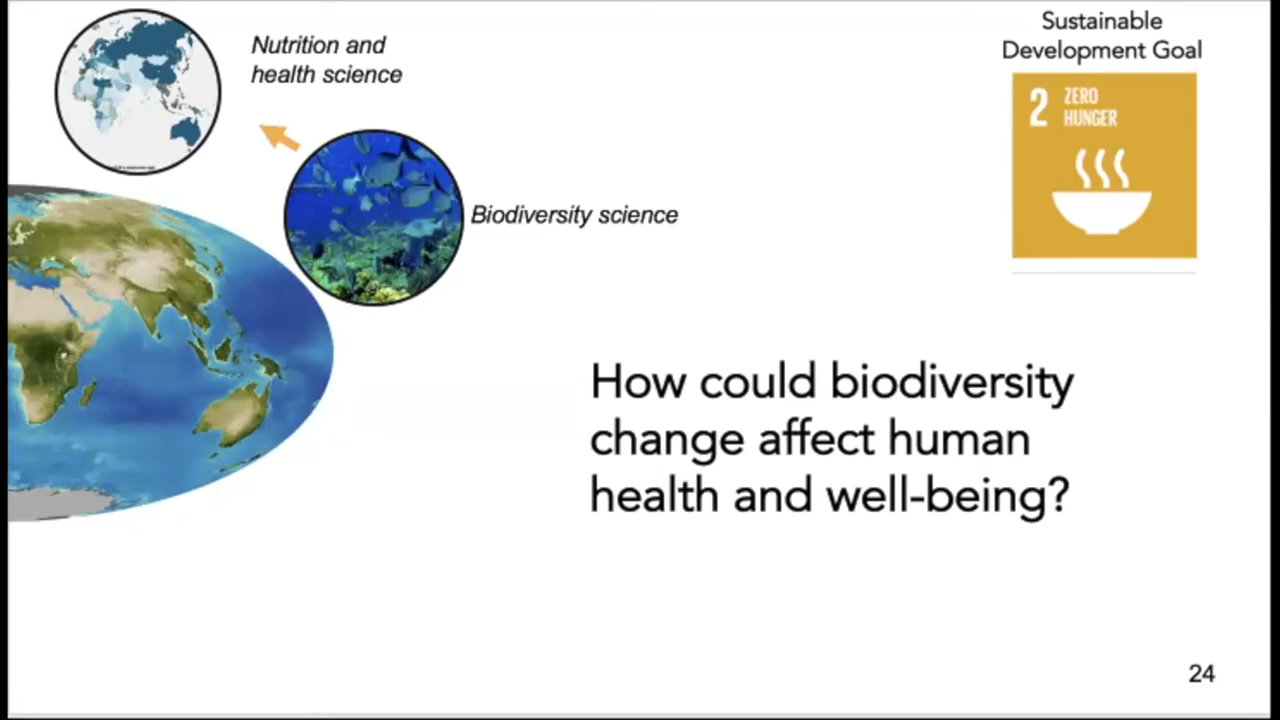 Nutrition and
health science
Biodiversity science
Sustainable
Development Goal
2 ZERO
HUNGER
How could biodiversity
change affect human
health and well-being?
24